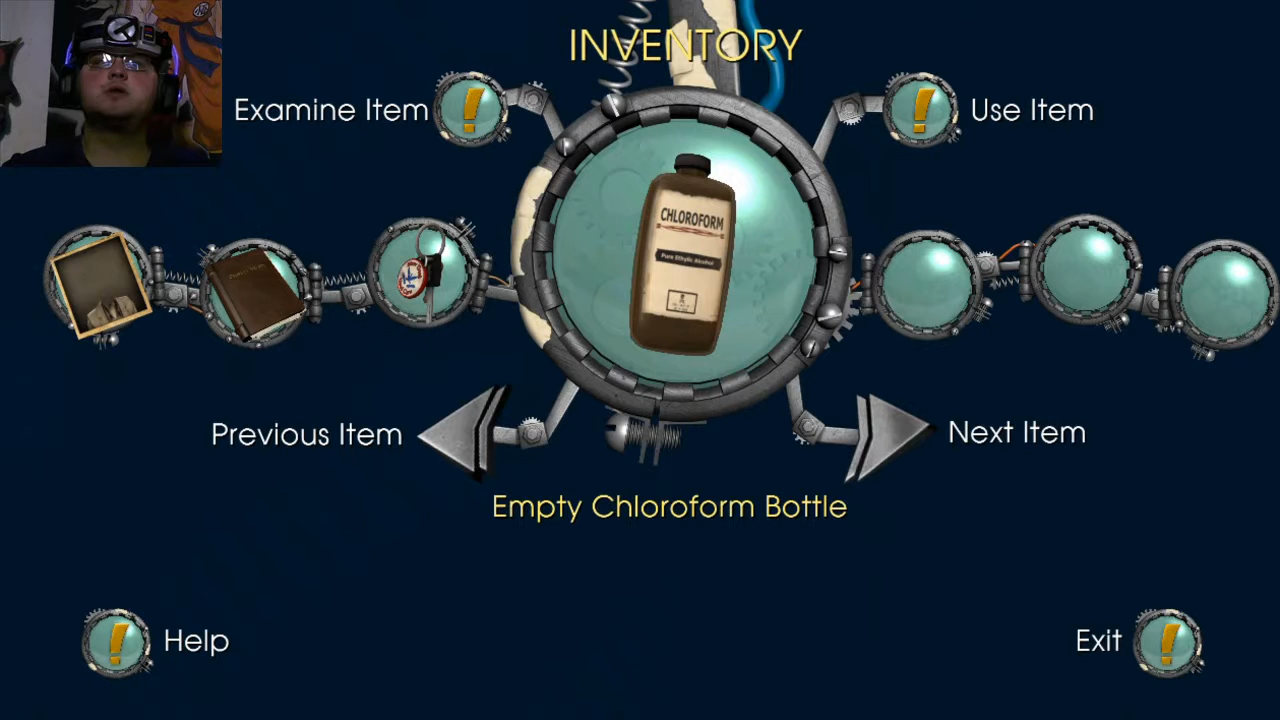 INVENTORY
Examine Item
Use Item
CHLOROFORM
Pure Ethylic Alcohol
Previous Item
Next Item
Empty Chloroform Bottle
Help
Exit